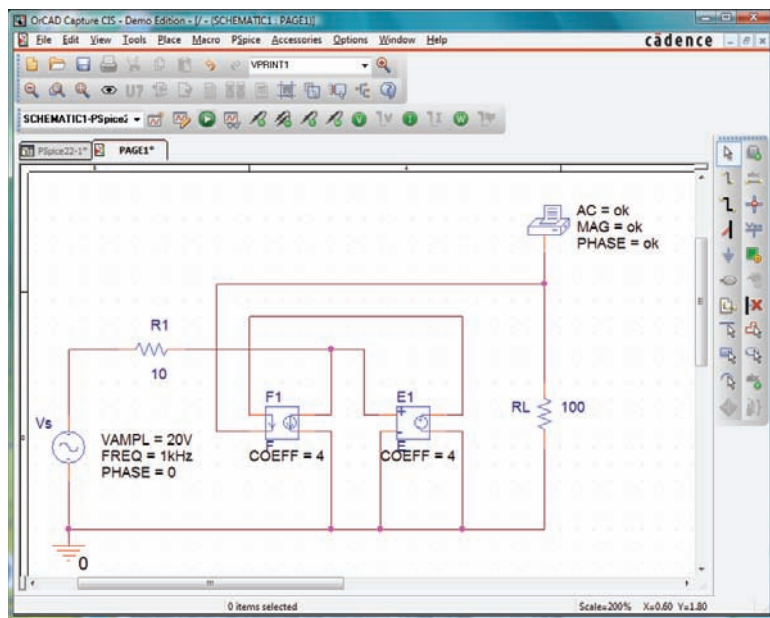 OrCAD Capture CIS - Demo Edition - [/ - (SCHEMATIC1 : PAGE1)]
File Edit View Tools Place Macro PSpice Accessories Options Window Help
cādence
VPRINT1
U?
SCHEMATIC1-PSpice2
V
I
W
PSpice22-1*
PAGE1*
AC = ok
MAG = ok
PHASE = ok
R1
10
F1
E1
RL
100
Vs
VAMPL = 20V
FREQ = 1kHz
PHASE = 0
F
E
COEFF = 4
COEFF = 4
0
0 items selected
Scale=200% X=0.60 Y=1.80